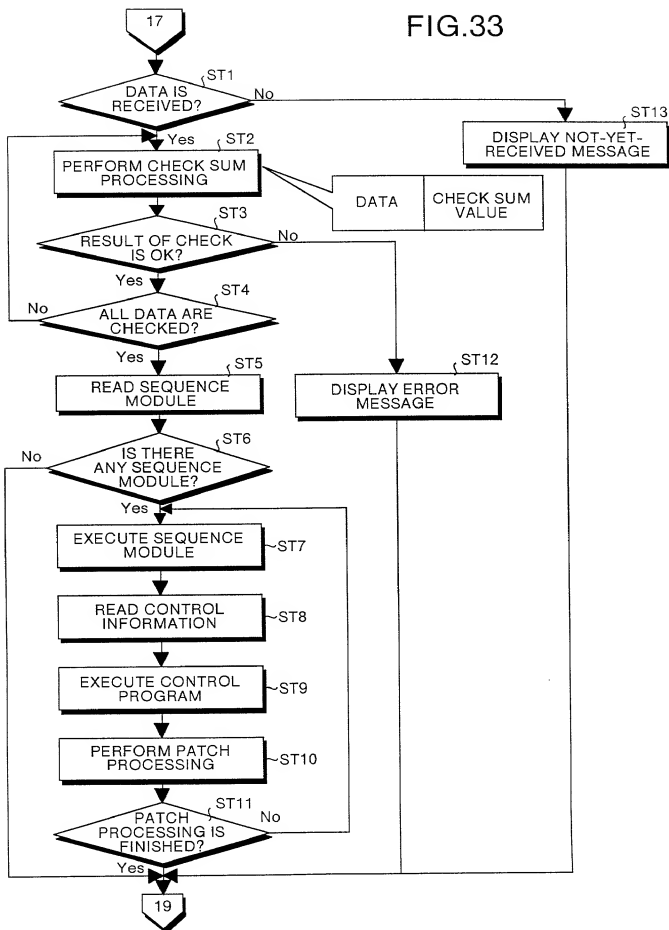 17
FIG.33
ST1
DATA IS
RECEIVED?
No
Yes
ST13
DISPLAY NOT-YET-
RECEIVED MESSAGE
ST2
PERFORM CHECK SUM
PROCESSING
DATA
CHECK SUM
VALUE
ST3
RESULT OF CHECK
IS OK?
No
Yes
ST4
No
ALL DATA ARE
CHECKED?
Yes
ST5
READ SEQUENCE
MODULE
ST12
DISPLAY ERROR
MESSAGE
ST6
No
IS THERE
ANY SEQUENCE
MODULE?
Yes
EXECUTE SEQUENCE
MODULE
ST7
READ CONTROL
INFORMATION
ST8
EXECUTE CONTROL
PROGRAM
ST9
PERFORM PATCH
PROCESSING
ST10
ST11
PATCH
PROCESSING IS
FINISHED?
No
Yes
19